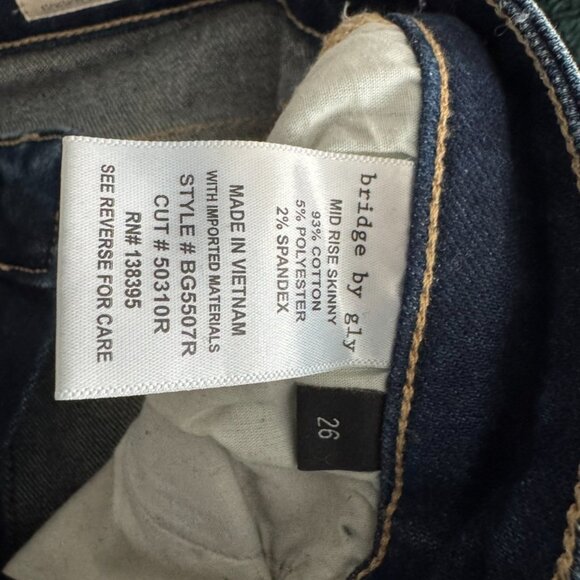 bridge by gly
MID RISE SKINNY
93% COTTON
5% POLYESTER
2% SPANDEX
MADE IN VIETNAM
WITH IMPORTED MATERIALS
STYLE # BG5507R
CUT # 50310R
RN# 138395
SEE REVERSE FOR CARE
26